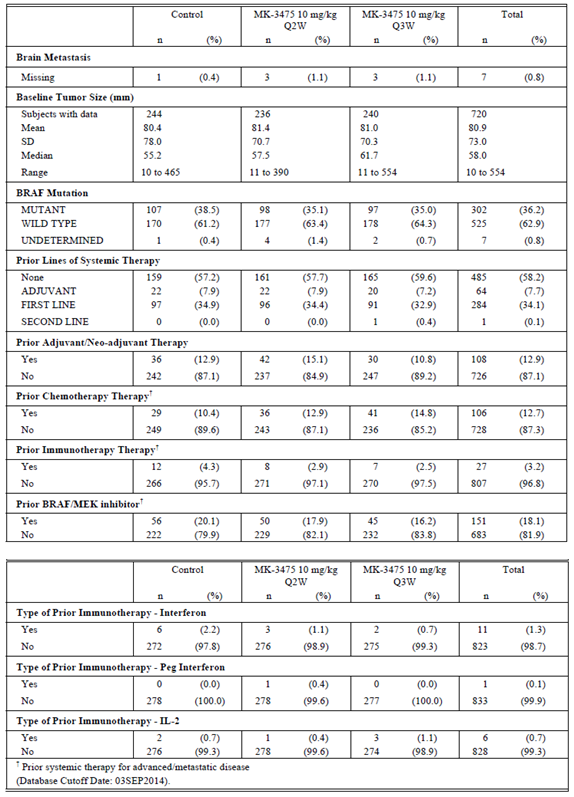 Control MK-3475 10 mg/kg Q2W MK-3475 10 mg/kg Q3W Total
n (%) n (%) n (%) n (%)
Brain Metastasis
Missing 1 (0.4) 3 (1.1) 3 (1.1) 7 (0.8)
Baseline Tumor Size (mm)
Subjects with data 244 236 240 720
Mean 80.4 81.4 81.0 80.9
SD 78.0 70.7 70.3 73.0
Median 55.2 57.5 61.7 58.0
Range 10 to 465 11 to 390 11 to 554 10 to 554
BRAF Mutation
MUTANT 107 (38.5) 98 (35.1) 97 (35.0) 302 (36.2)
WILD TYPE 170 (61.2) 177 (63.4) 178 (64.3) 525 (62.9)
UNDETERMINED 1 (0.4) 4 (1.4) 2 (0.7) 7 (0.8)
Prior Lines of Systemic Therapy
None 159 (57.2) 161 (57.7) 165 (59.6) 485 (58.2)
ADJUVANT 22 (7.9) 22 (7.9) 20 (7.2) 64 (7.7)
FIRST LINE 97 (34.9) 96 (34.4) 91 (32.9) 284 (34.1)
SECOND LINE 0 (0.0) 0 (0.0) 1 (0.4) 1 (0.1)
Prior Adjuvant/Neo-adjuvant Therapy
Yes 36 (12.9) 42 (15.1) 30 (10.8) 108 (12.9)
No 242 (87.1) 237 (84.9) 247 (89.2) 726 (87.1)
Prior Chemotherapy Therapy†
Yes 29 (10.4) 36 (12.9) 41 (14.8) 106 (12.7)
No 249 (89.6) 243 (87.1) 236 (85.2) 728 (87.3)
Prior Immunotherapy Therapy†
Yes 12 (4.3) 8 (2.9) 7 (2.5) 27 (3.2)
No 266 (95.7) 271 (97.1) 270 (97.5) 807 (96.8)
Prior BRAF/MEK inhibitor†
Yes 56 (20.1) 50 (17.9) 45 (16.2) 151 (18.1)
No 222 (79.9) 229 (82.1) 232 (83.8) 683 (81.9)
Control MK-3475 10 mg/kg Q2W MK-3475 10 mg/kg Q3W Total
n (%) n (%) n (%) n (%)
Type of Prior Immunotherapy - Interferon
Yes 6 (2.2) 3 (1.1) 2 (0.7) 11 (1.3)
No 272 (97.8) 276 (98.9) 275 (99.3) 823 (98.7)
Type of Prior Immunotherapy - Peg Interferon
Yes 0 (0.0) 1 (0.4) 0 (0.0) 1 (0.1)
No 278 (100.0) 278 (99.6) 277 (100.0) 833 (99.9)
Type of Prior Immunotherapy - IL-2
Yes 2 (0.7) 1 (0.4) 3 (1.1) 6 (0.7)
No 276 (99.3) 278 (99.6) 274 (98.9) 828 (99.3)
† Prior systemic therapy for advanced/metastatic disease
(Database Cutoff Date: 03SEP2014).